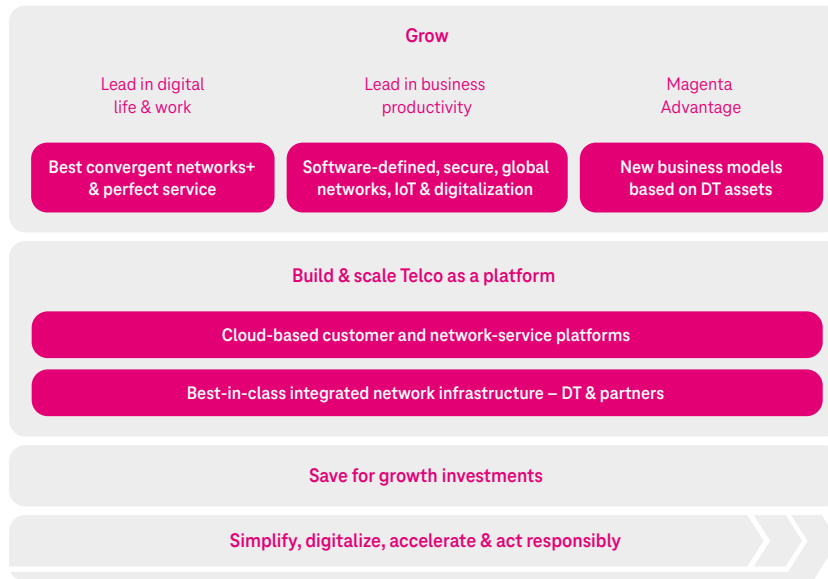 Grow
Lead in digital
life & work
Lead in business
productivity
Magenta
Advantage
Best convergent networks+
& perfect service
Software-defined, secure, global
networks, IoT & digitalization
New business models
based on DT assets
Build & scale Telco as a platform
Cloud-based customer and network-service platforms
Best-in-class integrated network infrastructure – DT & partners
Save for growth investments
Simplify, digitalize, accelerate & act responsibly